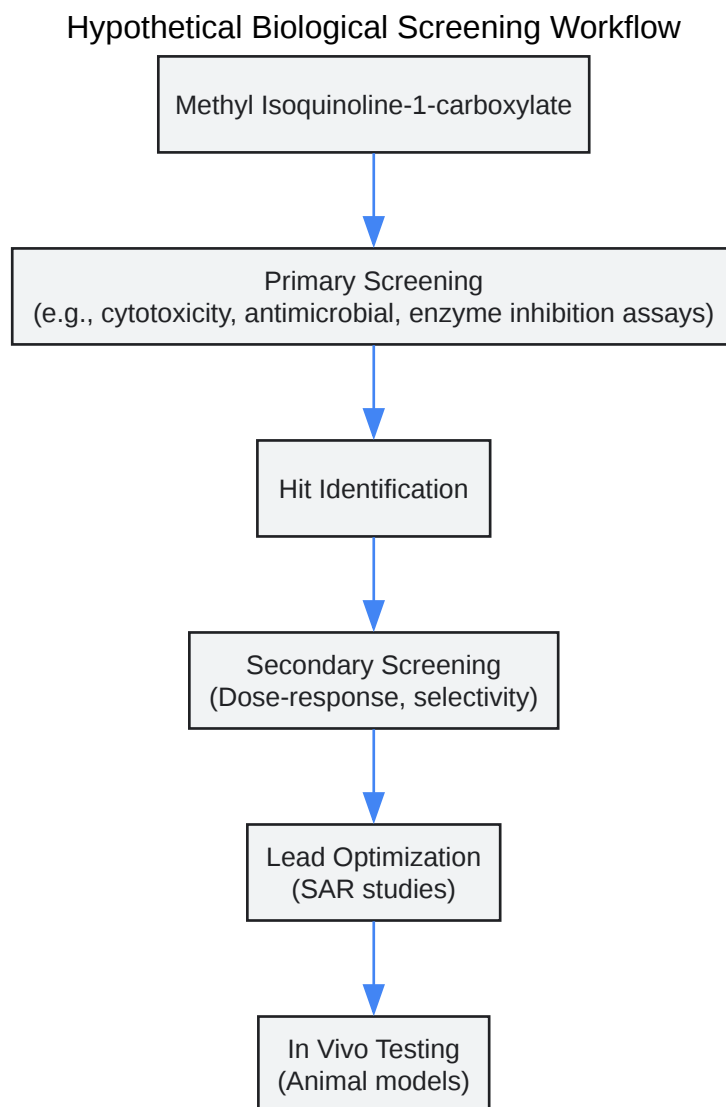 Hypothetical Biological Screening Workflow
Methyl Isoquinoline-1-carboxylate
Primary Screening
(e.g., cytotoxicity, antimicrobial, enzyme inhibition assays)
Hit Identification
Secondary Screening
(Dose-response, selectivity)
Lead Optimization
(SAR studies)
In Vivo Testing
(Animal models)